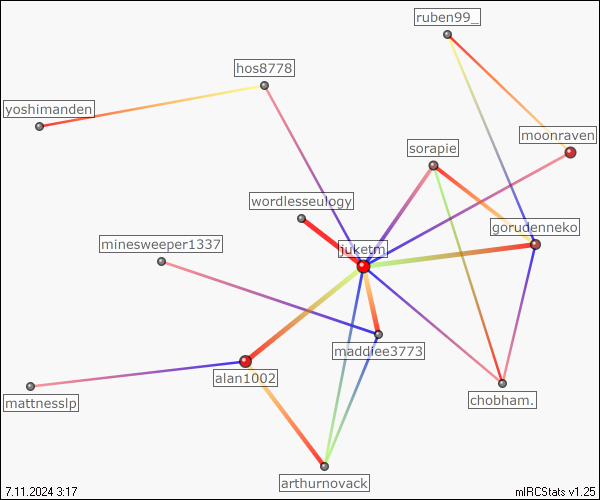 ruben99_
hos8778
yoshimanden
moonraven
sorapie
wordlesseulogy
gorudenneko
minesweeper1337
juketm
maddiee3773
alan1002
mattnesslp
chobham.
arthurnovack
7.11.2024 3:17
mIRCStats v1.25